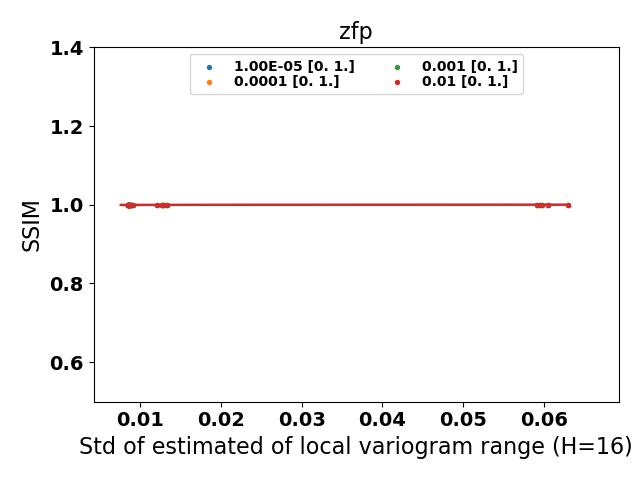 zfp
1.00E-05 [0. 1.] 0.001 [0. 1.]
0.0001 [0. 1.] 0.01 [0. 1.]
1.4
1.2
1.0
0.8
0.6
SSIM
0.01 0.02 0.03 0.04 0.05 0.06
Std of estimated of local variogram range (H=16)